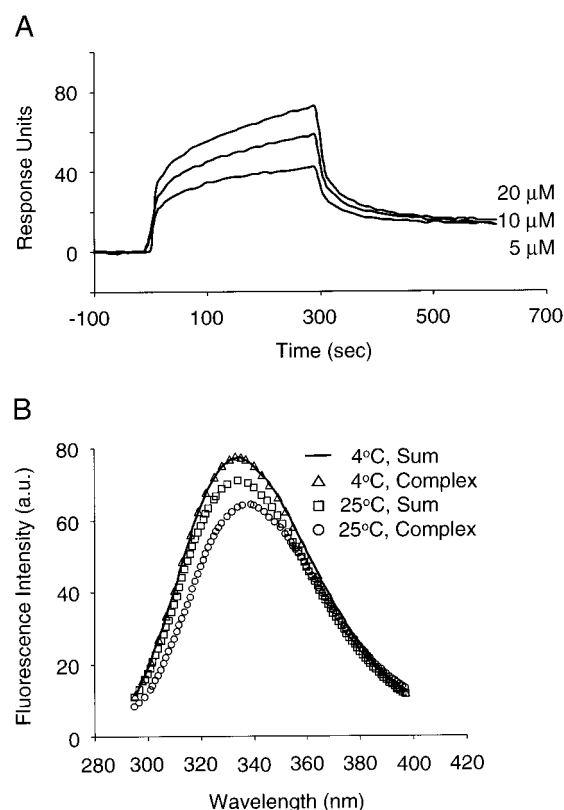 A
Response Units
80
40
0
20 µM
10 µM
5 µM
-100
100
300
500
700
Time (sec)
B
Fluorescence Intensity (a.u.)
80
60
40
20
0
4°C, Sum
4°C, Complex
25°C, Sum
25°C, Complex
280
300
320
340
360
380
400
420
Wavelength (nm)